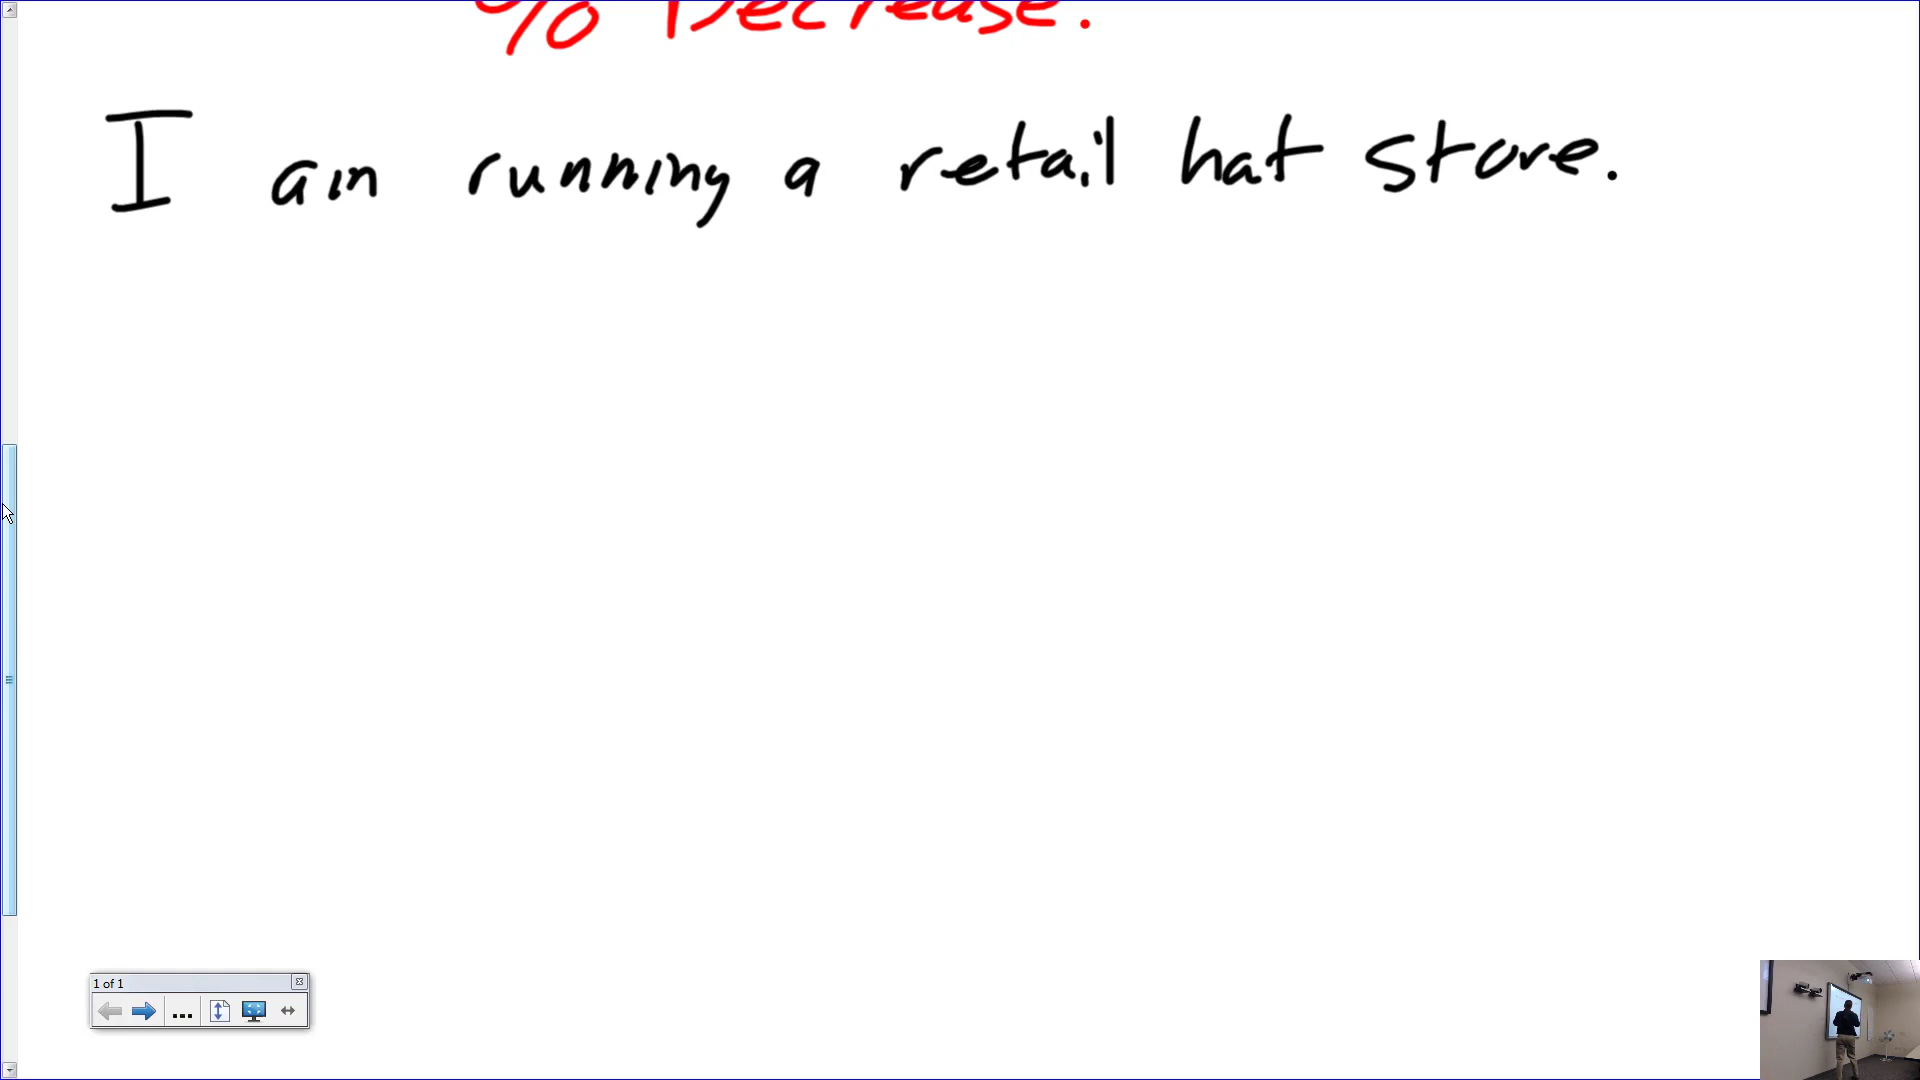 % Decrease.
I am running a retail hat store.
1 of 1